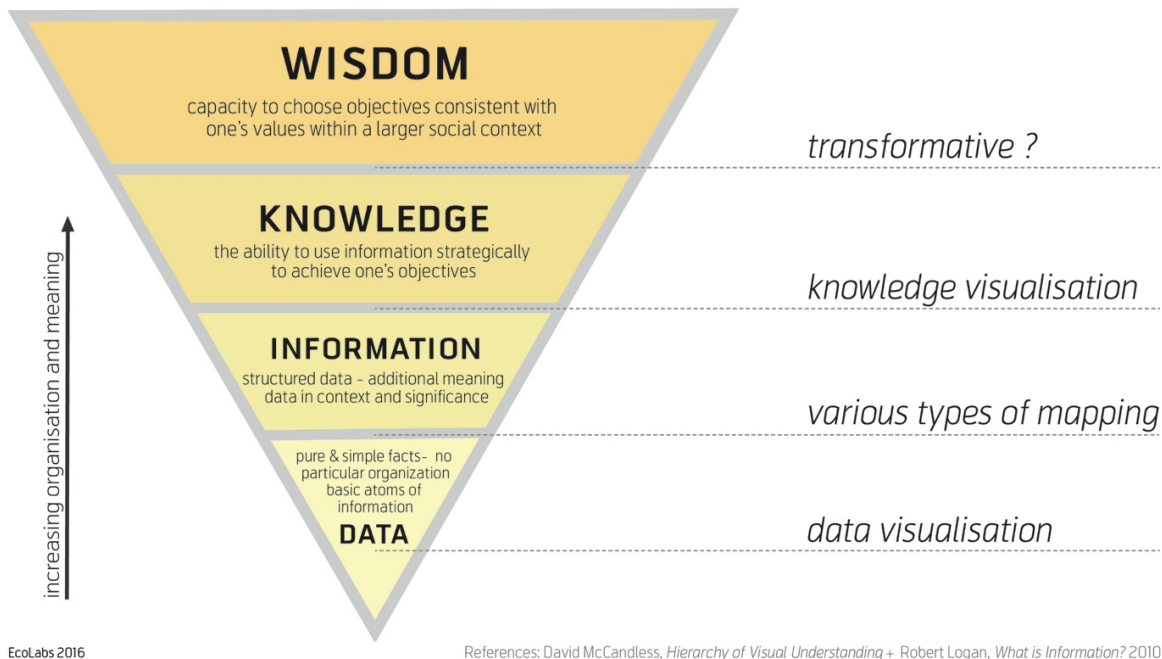 WISDOM
capacity to choose objectives consistent with
one's values within a larger social context
transformative ?
KNOWLEDGE
the ability to use information strategically
to achieve one's objectives
knowledge visualisation
INFORMATION
structured data - additional meaning
data in context and significance
various types of mapping
pure & simple facts- no
particular organization
basic atoms of
information
DATA
data visualisation
increasing organisation and meaning
EcoLabs 2016
References: David McCandless, Hierarchy of Visual Understanding + Robert Logan, What is Information? 2010